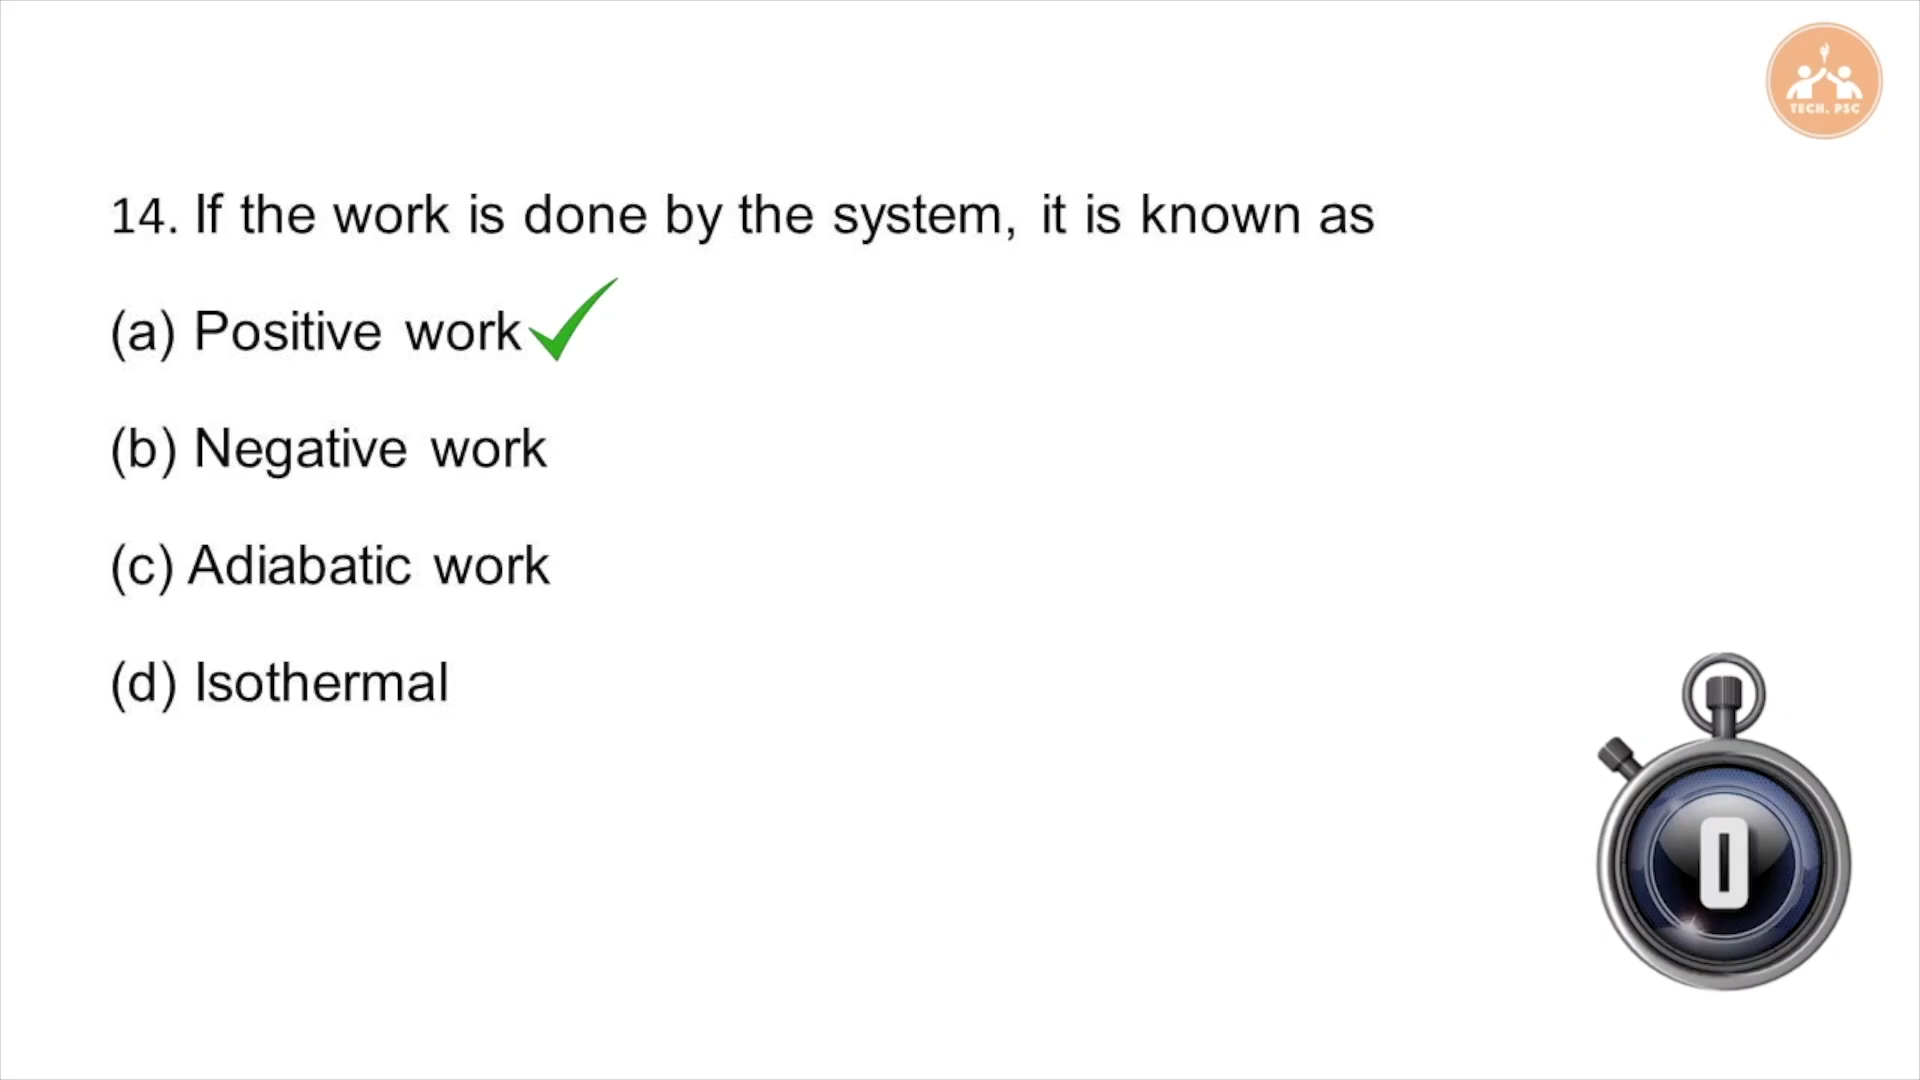 TECH. PSC
14. If the work is done by the system, it is known as
(a) Positive work
(b) Negative work
(c) Adiabatic work
(d) Isothermal
0